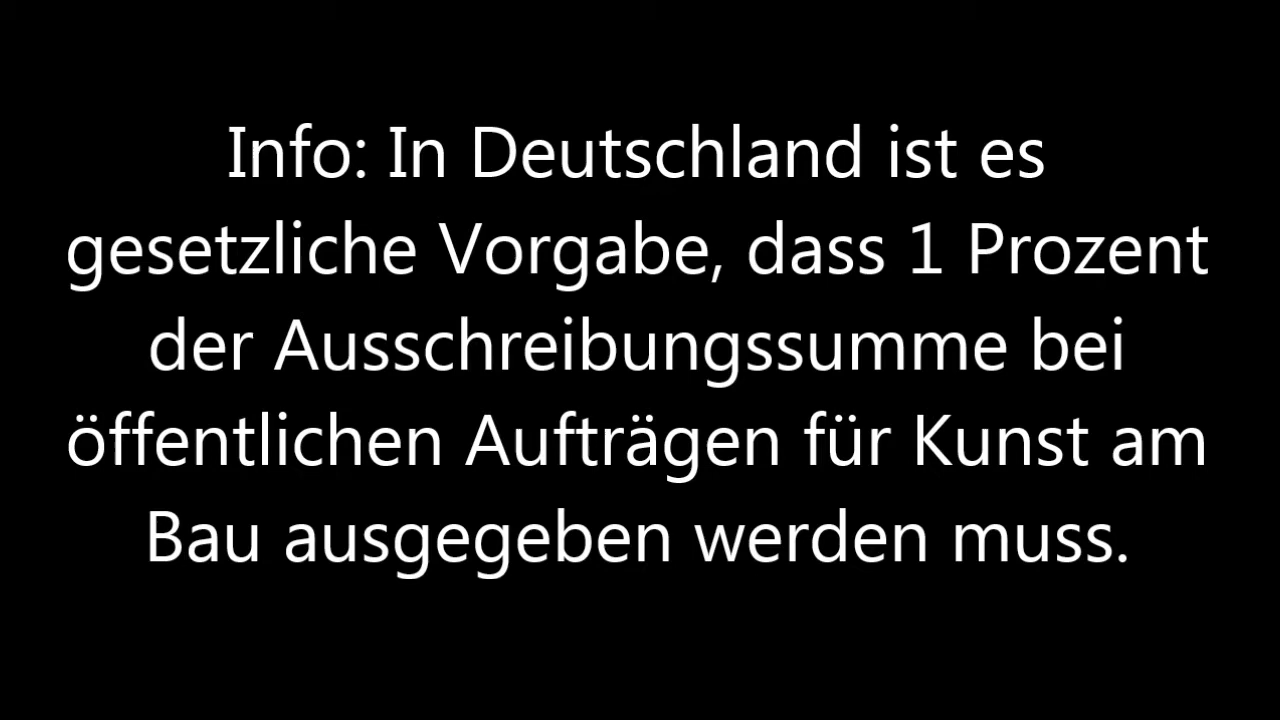 Info: In Deutschland ist es
gesetzliche Vorgabe, dass 1 Prozent
der Ausschreibungssumme bei
öffentlichen Aufträgen für Kunst am
Bau ausgegeben werden muss.